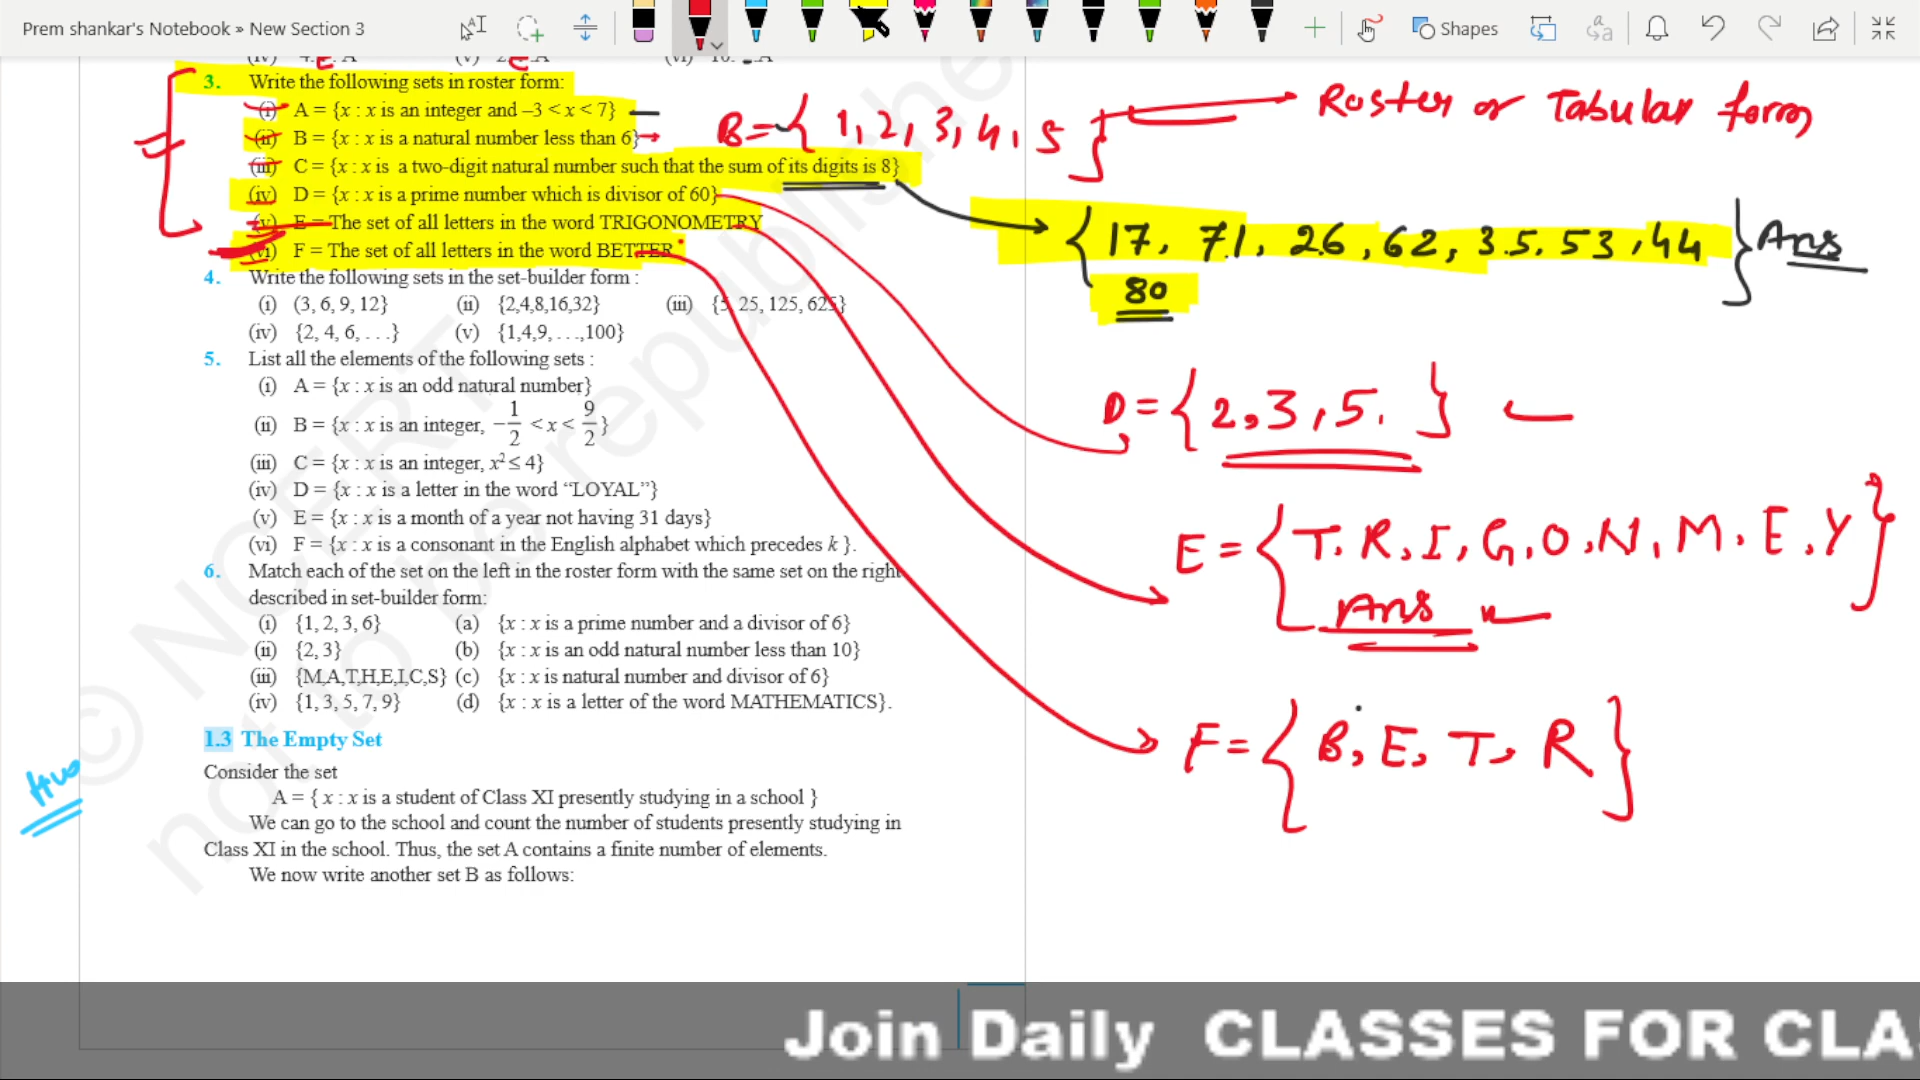 Prem shankar's Notebook » New Section 3
Shapes
3. Write the following sets in roster form:
(i) A = {x : x is an integer and –3 < x < 7}
(ii) B = {x : x is a natural number less than 6}
(iii) C = {x : x is a two-digit natural number such that the sum of its digits is 8}
(iv) D = {x : x is a prime number which is divisor of 60}
(v) E = The set of all letters in the word TRIGONOMETRY
(vi) F = The set of all letters in the word BETTER
4. Write the following sets in the set-builder form :
(i) (3, 6, 9, 12} (ii) {2,4,8,16,32} (iii) {5, 25, 125, 625}
(iv) {2, 4, 6, . . .} (v) {1,4,9, . . .,100}
5. List all the elements of the following sets :
(i) A = {x : x is an odd natural number}
(ii) B = {x : x is an integer, –1/2 < x < 9/2}
(iii) C = {x : x is an integer, x² ≤ 4}
(iv) D = {x : x is a letter in the word “LOYAL”}
(v) E = {x : x is a month of a year not having 31 days}
(vi) F = {x : x is a consonant in the English alphabet which precedes k }.
6. Match each of the set on the left in the roster form with the same set on the right
described in set-builder form:
(i) {1, 2, 3, 6} (a) {x : x is a prime number and a divisor of 6}
(ii) {2, 3} (b) {x : x is an odd natural number less than 10}
(iii) {M,A,T,H,E,I,C,S} (c) {x : x is natural number and divisor of 6}
(iv) {1, 3, 5, 7, 9} (d) {x : x is a letter of the word MATHEMATICS}.
1.3 The Empty Set
Consider the set
A = { x : x is a student of Class XI presently studying in a school }
We can go to the school and count the number of students presently studying in
Class XI in the school. Thus, the set A contains a finite number of elements.
We now write another set B as follows:
© NCERT
not to be republishe
B = { 1, 2, 3, 4, 5 } Roster or Tabular form
{ 17, 71, 26, 62, 35, 53, 44 } Ans
80
D = { 2, 3, 5. }
E = { T, R, I, G, O, N, M, E, Y }
Ans
F = { B, E, T, R }
Join Daily CLASSES FOR CLA